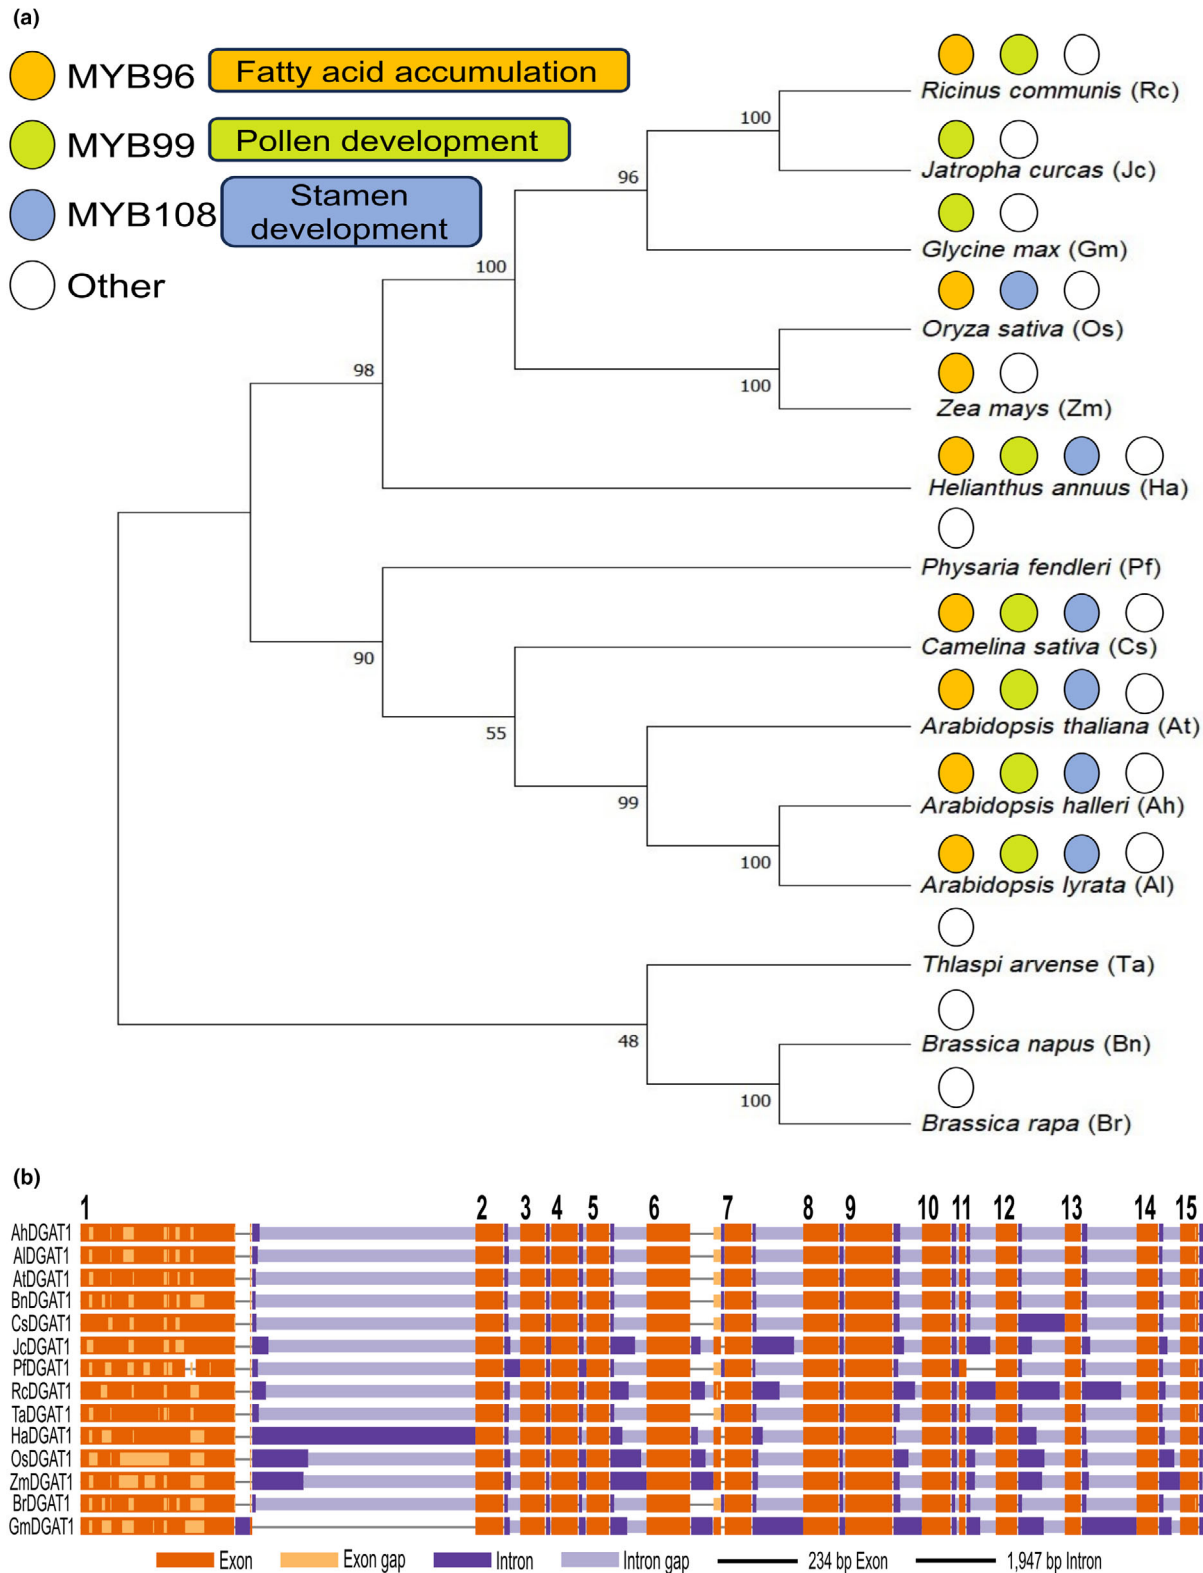 (a)
MYB96
Fatty acid accumulation
MYB99
Pollen development
MYB108
Stamen
development
Other
Ricinus communis (Rc)
100
Jatropha curcas (Jc)
96
Glycine max (Gm)
100
Oryza sativa (Os)
98
100
Zea mays (Zm)
Helianthus annuus (Ha)
Physaria fendleri (Pf)
90
Camelina sativa (Cs)
55
Arabidopsis thaliana (At)
99
Arabidopsis halleri (Ah)
100
Arabidopsis lyrata (Al)
Thlaspi arvense (Ta)
48
Brassica napus (Bn)
100
Brassica rapa (Br)
(b)
1 2 3 4 5 6 7 8 9 10 11 12 13 14 15
AhDGAT1
AlDGAT1
AtDGAT1
BnDGAT1
CsDGAT1
JcDGAT1
PfDGAT1
RcDGAT1
TaDGAT1
HaDGAT1
OsDGAT1
ZmDGAT1
BrDGAT1
GmDGAT1
Exon Exon gap Intron Intron gap 234 bp Exon 1,947 bp Intron